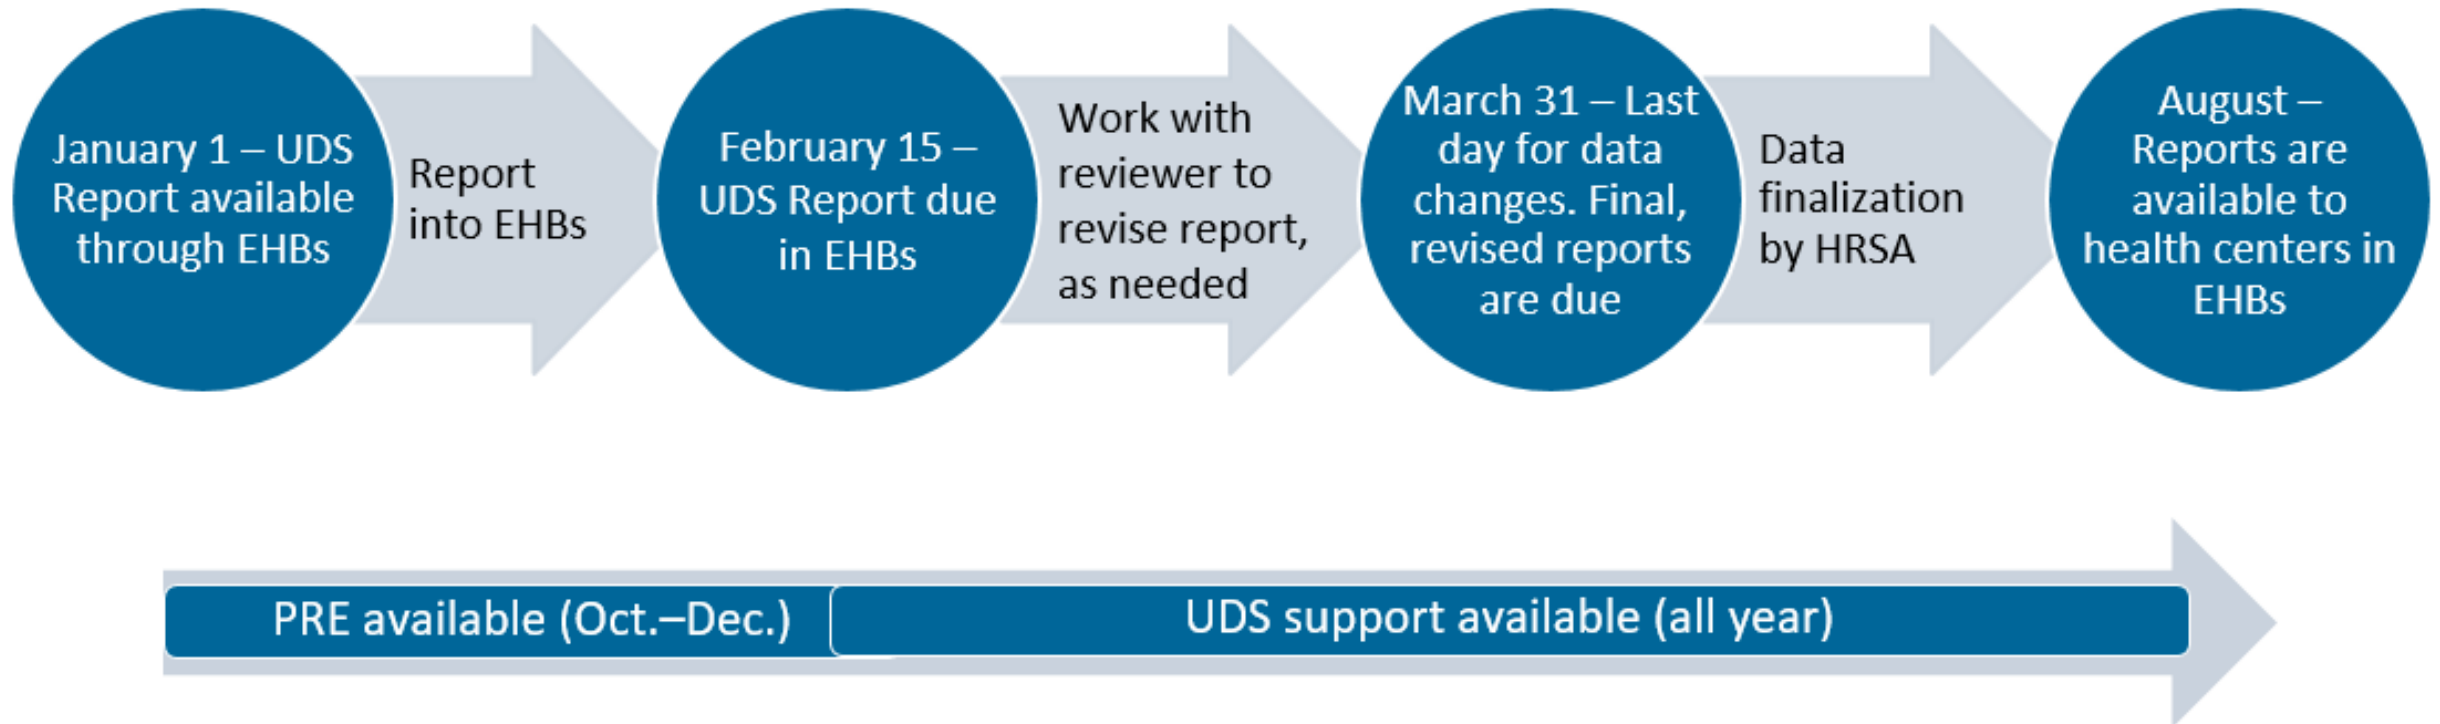 January 1 – UDS
Report available
through EHBs
Report
into EHBs
February 15 –
UDS Report due
in EHBs
Work with
reviewer to
revise report,
as needed
March 31 – Last
day for data
changes. Final,
revised reports
are due
Data
finalization
by HRSA
August –
Reports are
available to
health centers in
EHBs
PRE available (Oct.–Dec.)
UDS support available (all year)